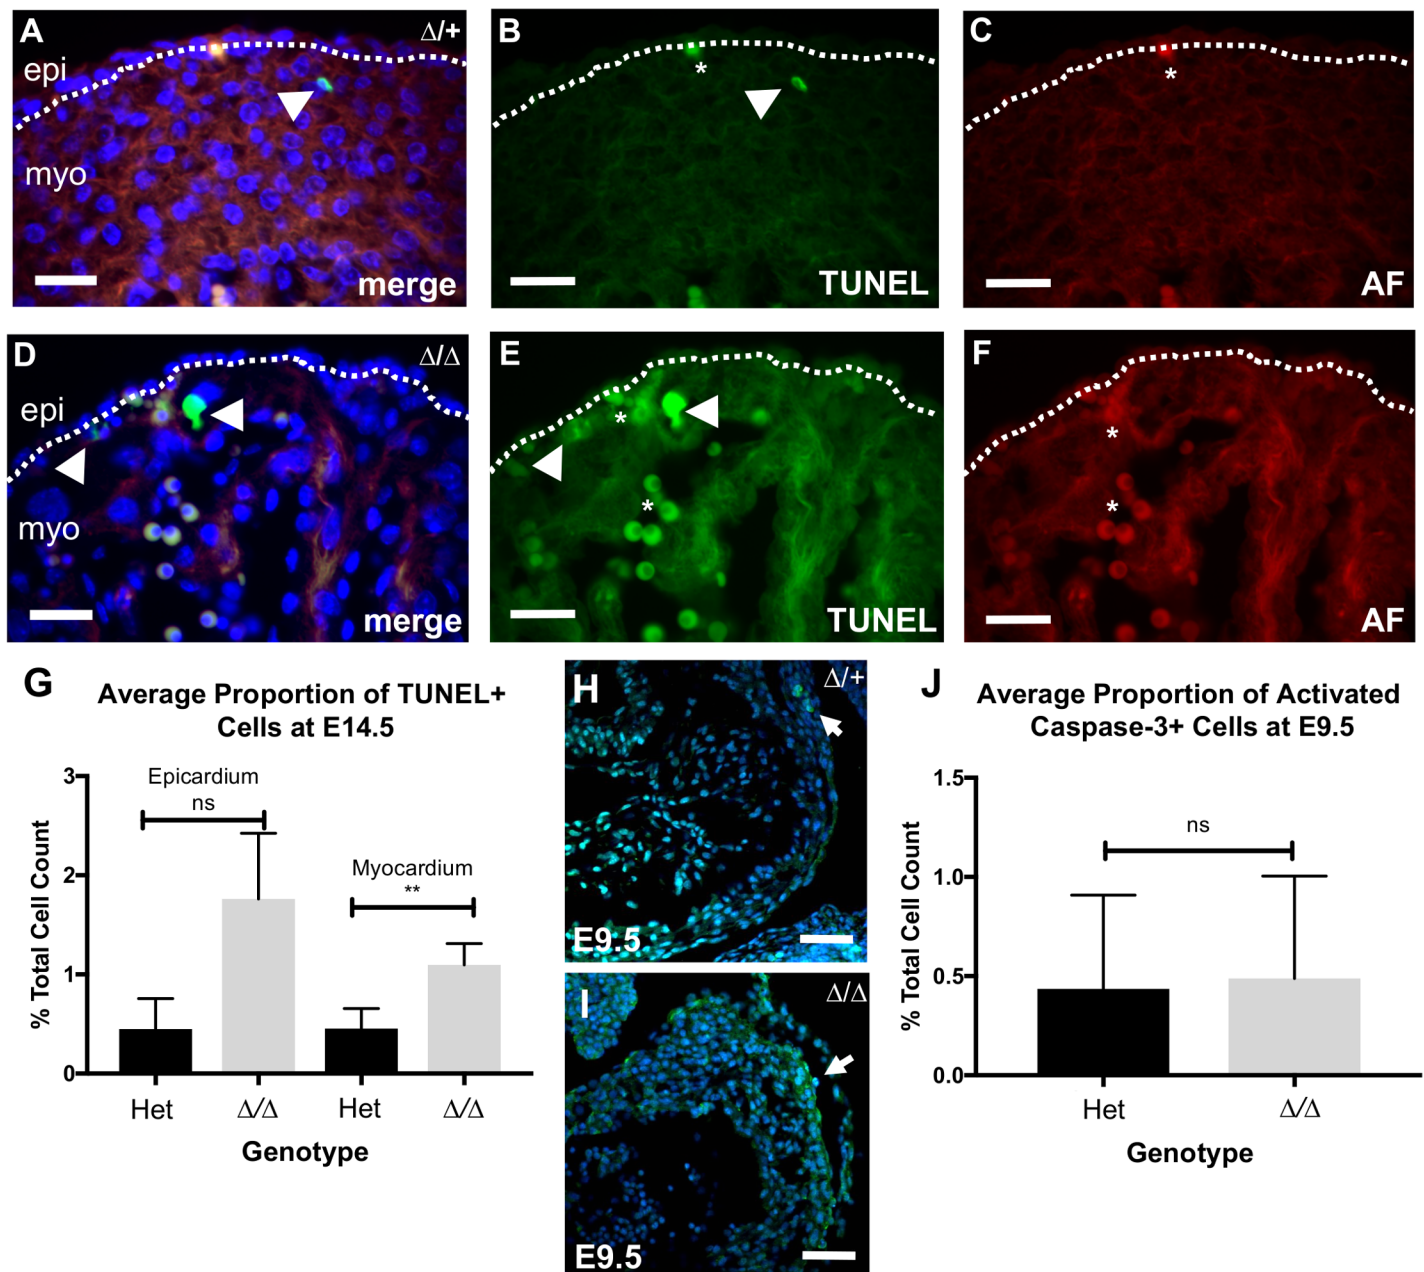 A
Δ/+
epi
myo
merge
B
*
TUNEL
C
*
AF
D
Δ/Δ
epi
myo
merge
E
*
*
TUNEL
F
*
*
AF
G
Average Proportion of TUNEL+
Cells at E14.5
% Total Cell Count
3
2
1
0
Epicardium
ns
Myocardium
**
Het
Δ/Δ
Het
Δ/Δ
Genotype
H
Δ/+
E9.5
I
Δ/Δ
E9.5
J
Average Proportion of Activated
Caspase-3+ Cells at E9.5
% Total Cell Count
1.5
1.0
0.5
0.0
ns
Het
Δ/Δ
Genotype